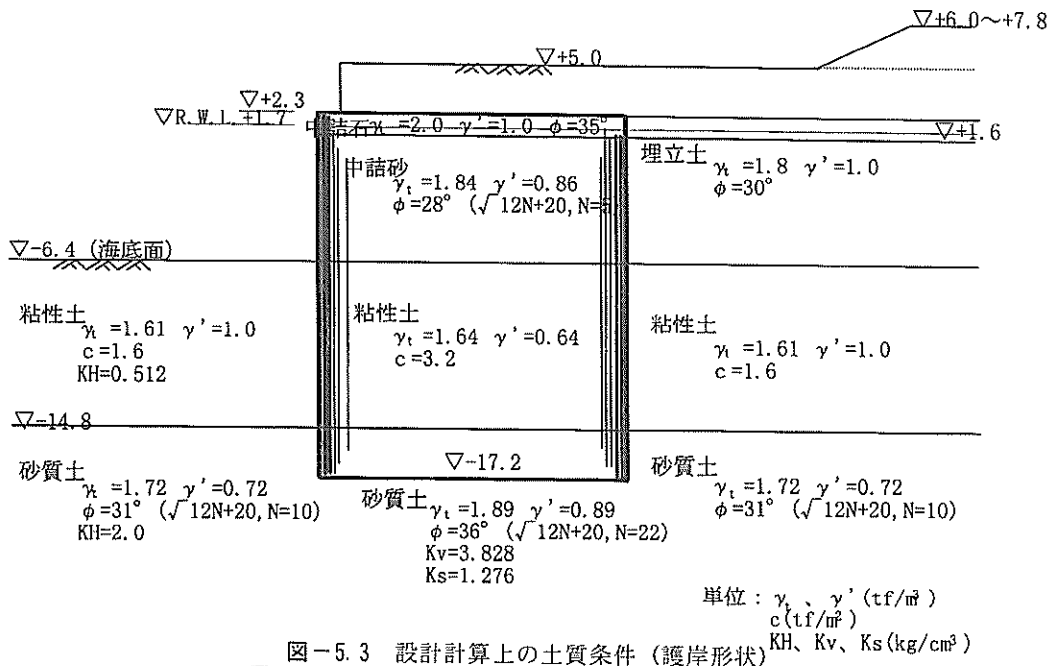 ▽+6.0～+7.8
▽+5.0
▽+2.3
▽R.W.L +1.7
中詰石γt =2.0 γ'=1.0 φ=35°
▽+1.6
中詰砂
γt =1.84 γ'=0.86
φ=28° (√12N+20, N=5
埋立土
γt =1.8 γ'=1.0
φ=30°
▽-6.4 (海底面)
粘性土
γt =1.61 γ'=1.0
c=1.6
KH=0.512
粘性土
γt =1.64 γ'=0.64
c=3.2
粘性土
γt =1.61 γ'=1.0
c=1.6
▽-14.8
▽-17.2
砂質土
γt =1.72 γ'=0.72
φ=31° (√12N+20, N=10)
KH=2.0
砂質土
γt =1.89 γ'=0.89
φ=36° (√12N+20, N=22)
Kv=3.828
Ks=1.276
砂質土
γt =1.72 γ'=0.72
φ=31° (√12N+20, N=10)
単位：γt、γ'(tf/m³)
c(tf/m²)
KH、Kv、Ks(kg/cm³)
図－5.3 設計計算上の土質条件 (護岸形状)